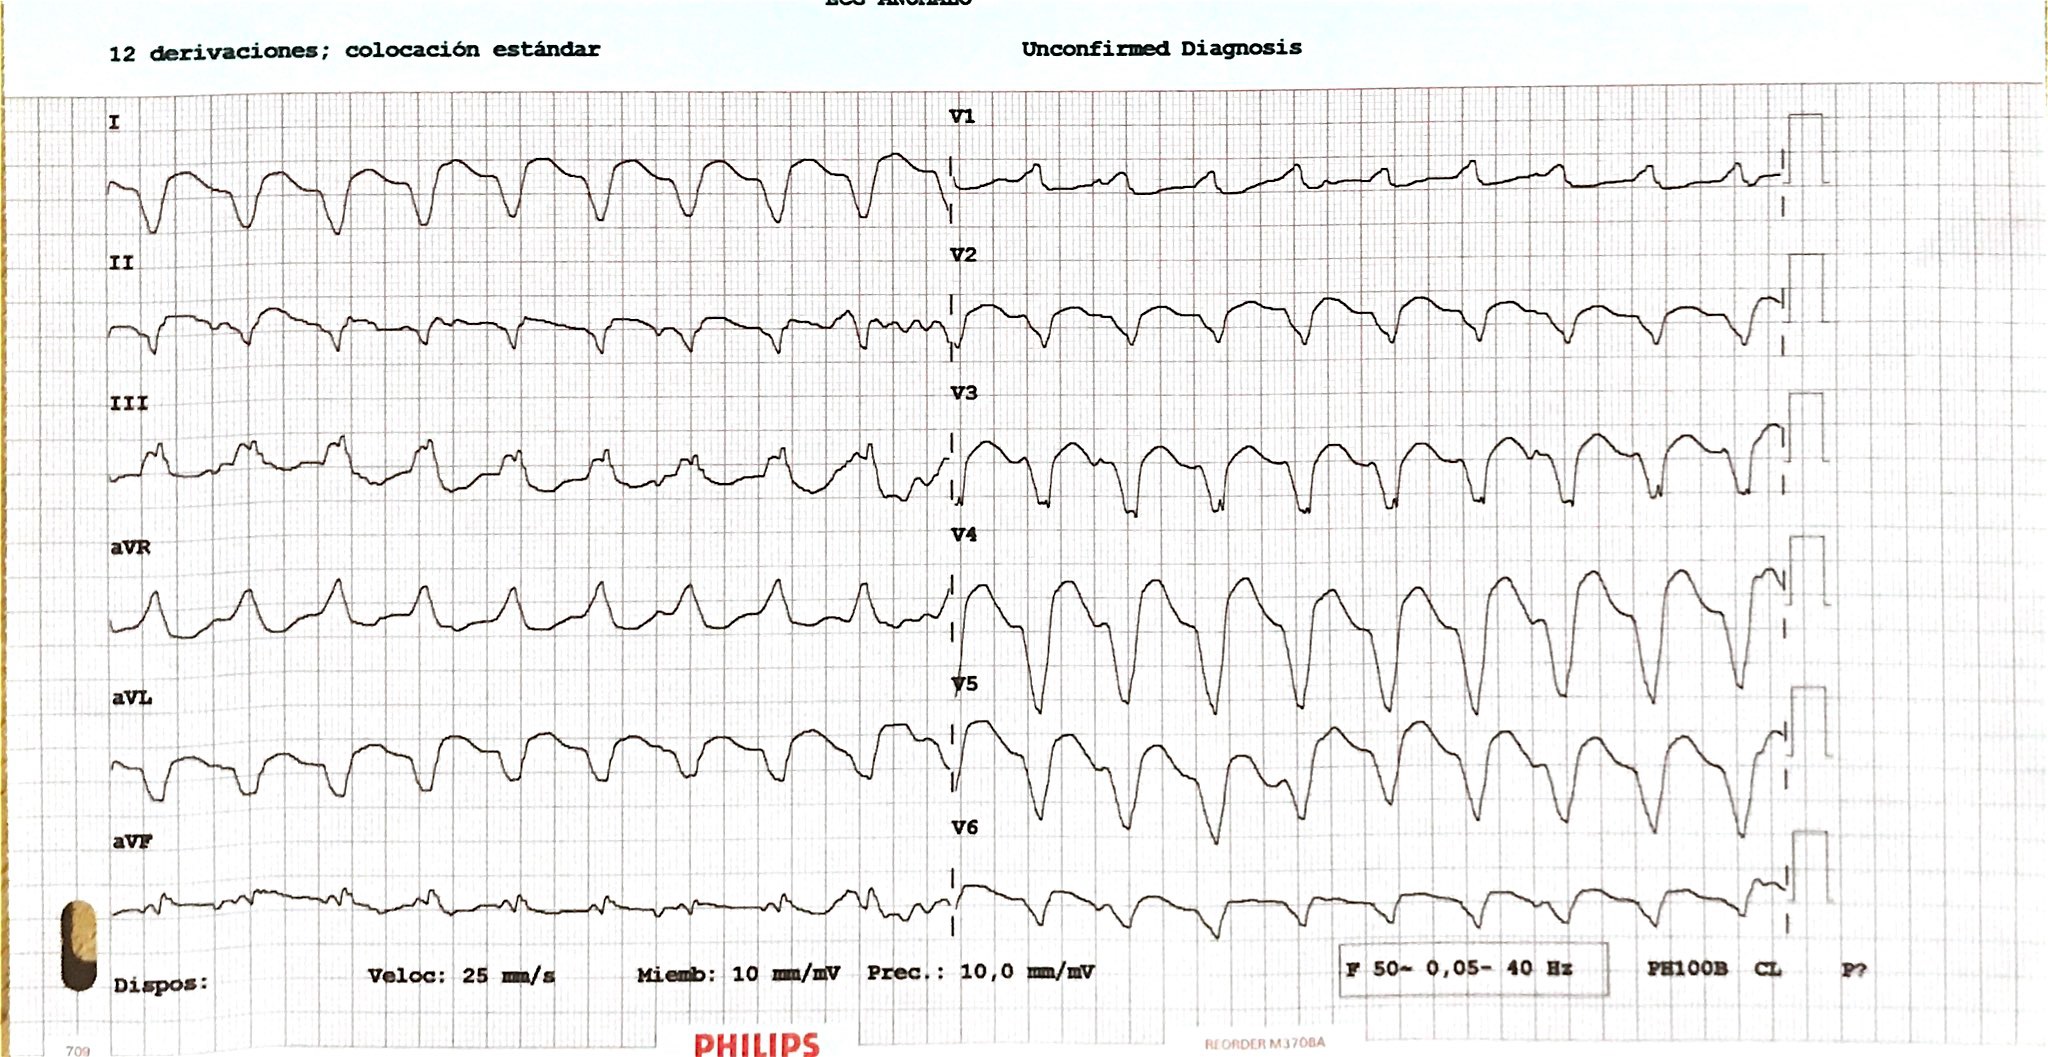 ECG ANÓMALO
12 derivaciones; colocación estándar
Unconfirmed Diagnosis
I
V1
II
V2
III
V3
aVR
V4
aVL
V5
aVF
V6
Dispos: Veloc: 25 mm/s Miemb: 10 mm/mV Prec.: 10,0 mm/mV
F 50~ 0,05- 40 Hz PH100B CL P?
709 PHILIPS REORDER M3708A